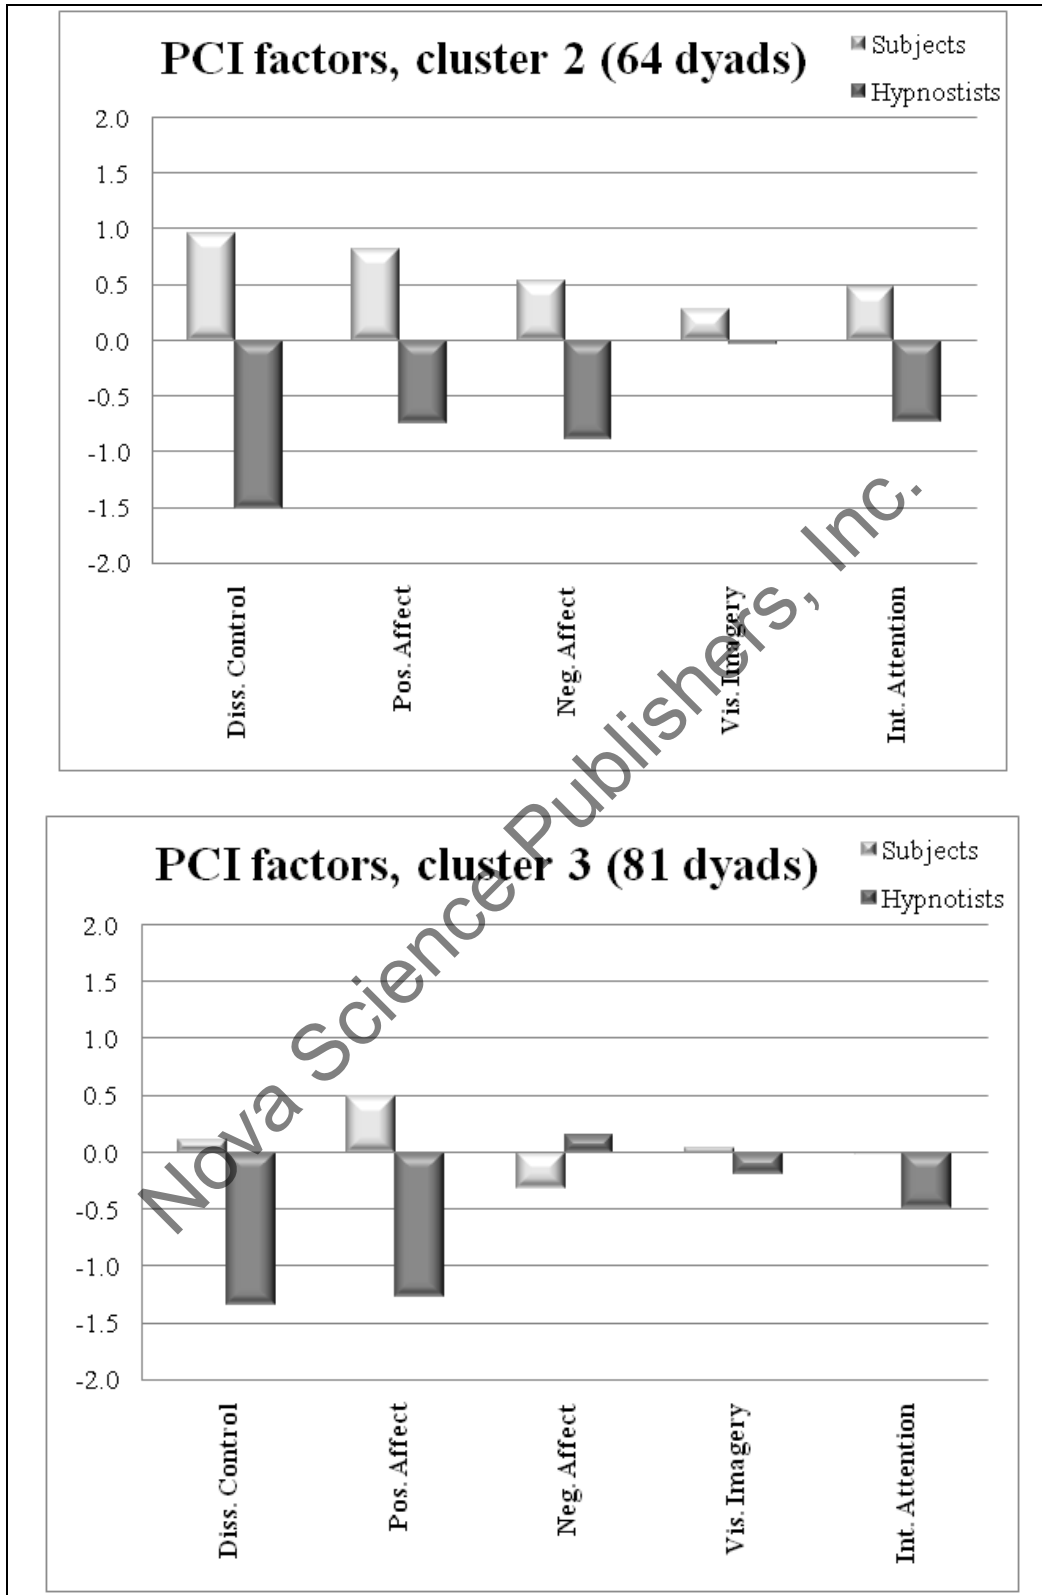 PCI factors, cluster 2 (64 dyads)
Subjects
Hypnostists
2.0
1.5
1.0
0.5
0.0
-0.5
-1.0
-1.5
-2.0
Diss. Control
Pos. Affect
Neg. Affect
Vis. Imagery
Int. Attention
PCI factors, cluster 3 (81 dyads)
Subjects
Hypnotists
2.0
1.5
1.0
0.5
0.0
-0.5
-1.0
-1.5
-2.0
Diss. Control
Pos. Affect
Neg. Affect
Vis. Imagery
Int. Attention
Nova Science Publishers, Inc.